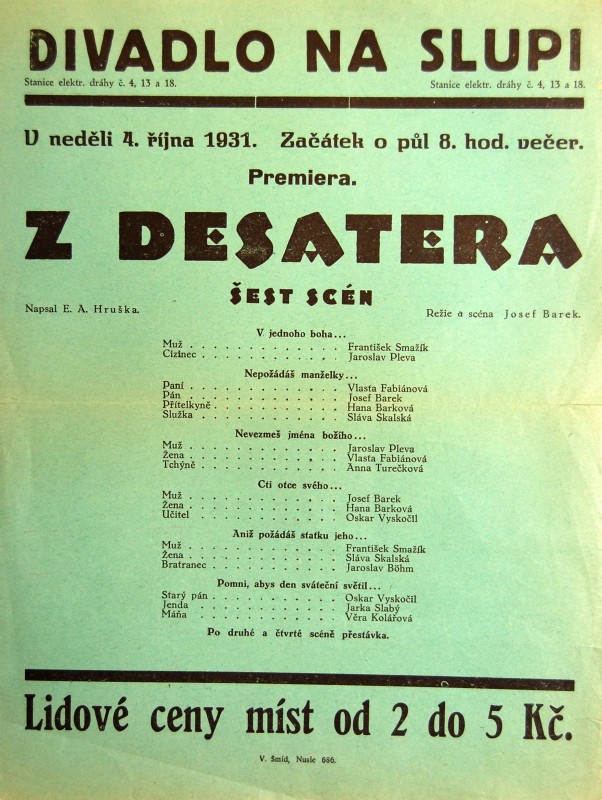 DIVADLO NA SLUPI
Stanice elektr. dráhy č. 4, 13 a 18. Stanice elektr. dráhy č. 4, 13 a 18.
V neděli 4. října 1931. Začátek o půl 8. hod. večer.
Premiera.
Z DESATERA
ŠEST SCÉN
Napsal E. A. Hruška. Režie a scéna Josef Barek.
V jednoho boha...
Muž . . . . . . . . . . . . . František Smažík
Cizinec . . . . . . . . . . . . Jaroslav Pleva
Nepožádáš manželky...
Paní . . . . . . . . . . . . . Vlasta Fabiánová
Pán . . . . . . . . . . . . . Josef Barek
Přítelkyně . . . . . . . . . . . Hana Barková
Služka . . . . . . . . . . . . Sláva Skalská
Nevezmeš jména božího...
Muž . . . . . . . . . . . . . Jaroslav Pleva
Žena . . . . . . . . . . . . . Vlasta Fabiánová
Tchýně . . . . . . . . . . . . Anna Turečková
Cti otce svého...
Muž . . . . . . . . . . . . . Josef Barek
Žena . . . . . . . . . . . . . Hana Barková
Učitel . . . . . . . . . . . . Oskar Vyskočil
Aniž požádáš statku jeho...
Muž . . . . . . . . . . . . . František Smažík
Žena . . . . . . . . . . . . . Sláva Skalská
Bratranec . . . . . . . . . . . Jaroslav Böhm
Pomni, abys den sváteční světil...
Starý pán . . . . . . . . . . . Oskar Vyskočil
Jenda . . . . . . . . . . . . Jarka Slabý
Máňa . . . . . . . . . . . . Věra Kolářová
Po druhé a čtvrté scéně přestávka.
Lidové ceny míst od 2 do 5 Kč.
V. Šmíd, Nusle 686.